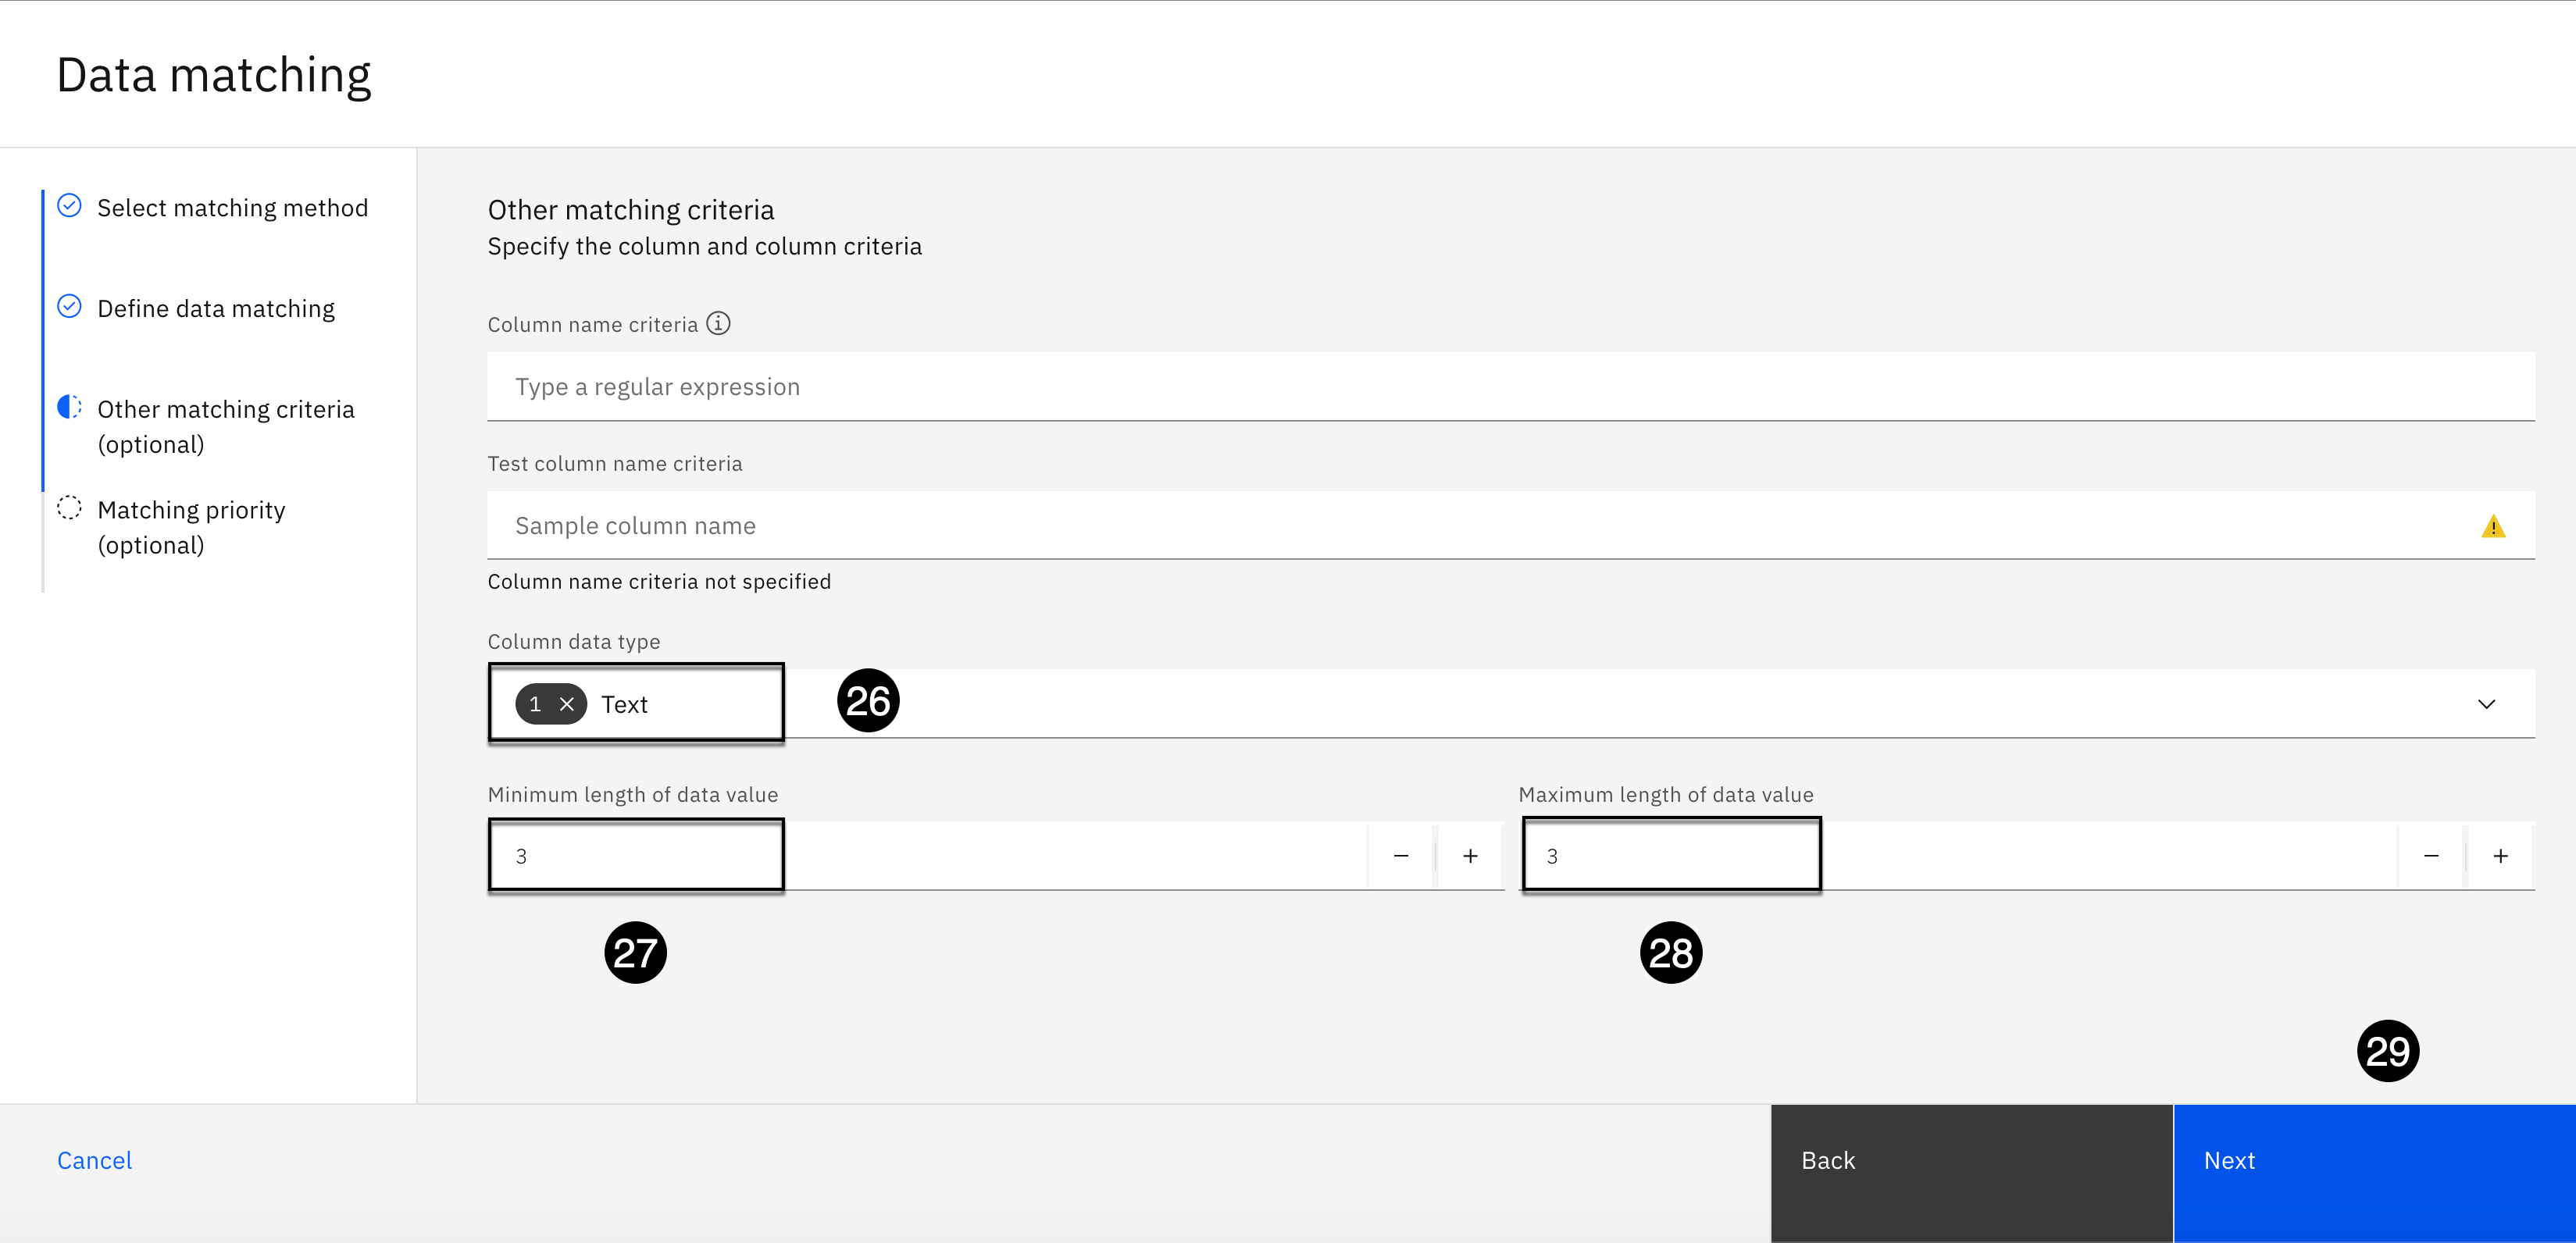 Data matching
Select matching method
Define data matching
Other matching criteria
(optional)
Matching priority
(optional)
Other matching criteria
Specify the column and column criteria
Column name criteria
Type a regular expression
Test column name criteria
Sample column name
Column name criteria not specified
Column data type
1 Text
26
Minimum length of data value
3
27
Maximum length of data value
3
28
29
Cancel
Back
Next